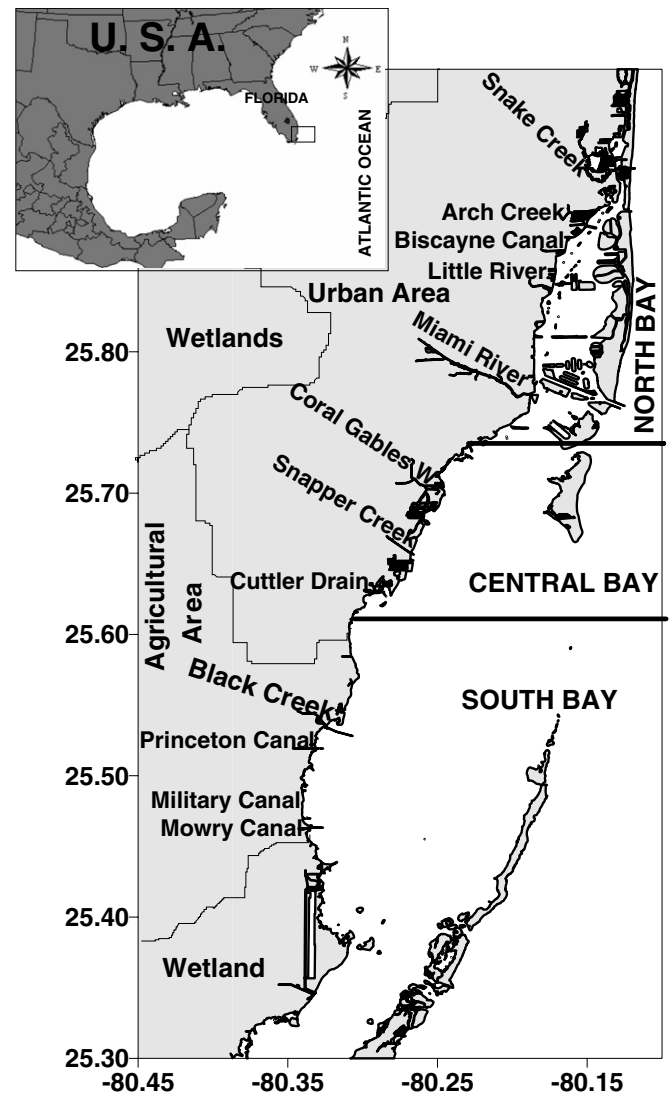 U. S. A.
N
W
E
S
FLORIDA
ATLANTIC OCEAN
Snake Creek
Arch Creek
Biscayne Canal
Little River
Urban Area
Miami River
NORTH BAY
Wetlands
25.80
Coral Gables W.
25.70
Snapper Creek
Agricultural
Area
Cuttler Drain
CENTRAL BAY
25.60
Black Creek
SOUTH BAY
Princeton Canal
25.50
Military Canal
Mowry Canal
25.40
Wetland
25.30
-80.45
-80.35
-80.25
-80.15